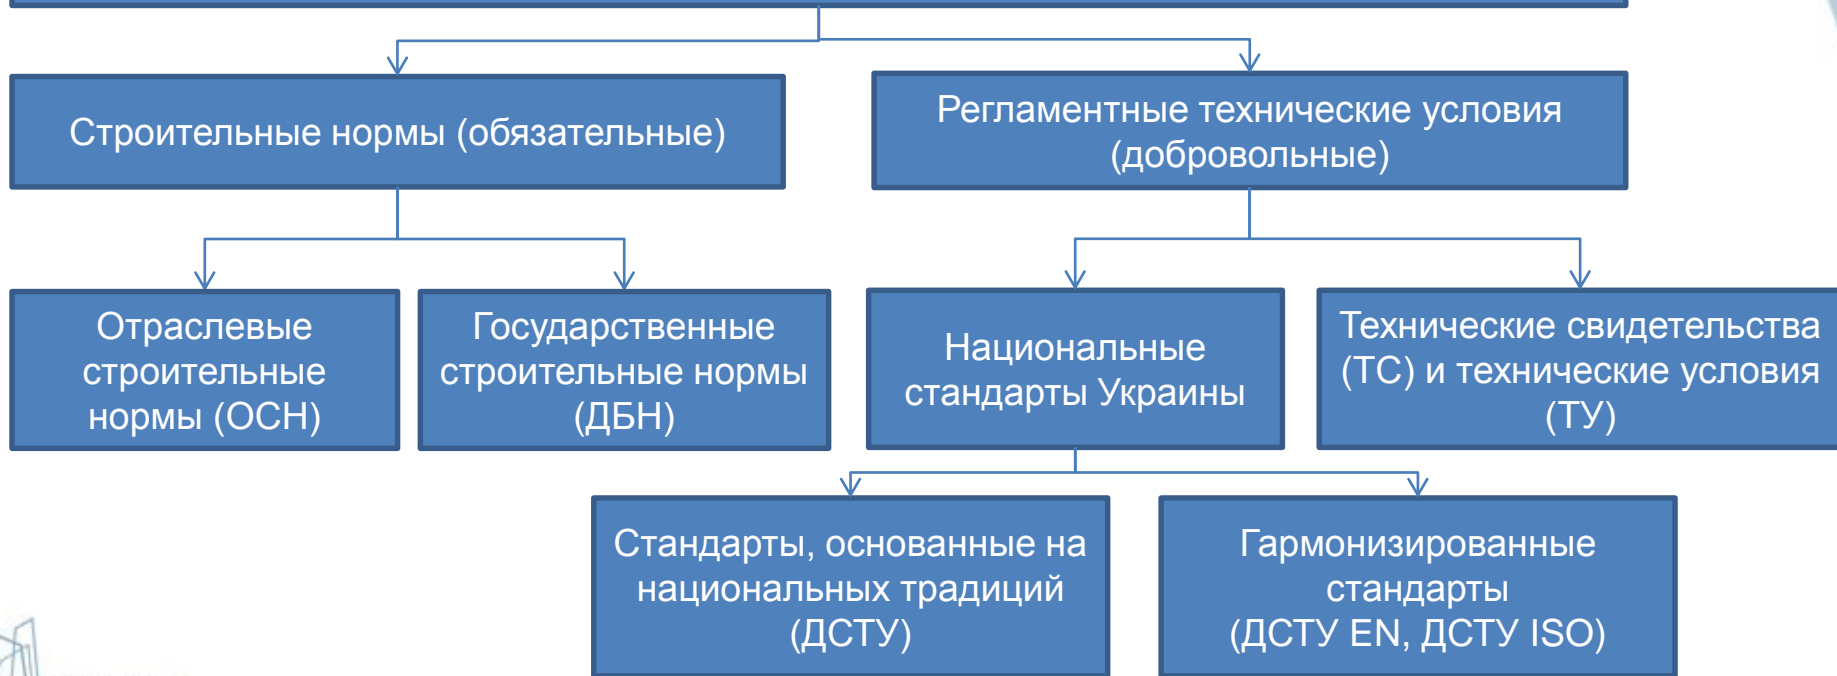 Строительные нормы (обязательные)
Регламентные технические условия
(добровольные)
Отраслевые
строительные
нормы (ОСН)
Государственные
строительные нормы
(ДБН)
Национальные
стандарты Украины
Технические свидетельства
(ТС) и технические условия
(ТУ)
Стандарты, основанные на
национальных традиций
(ДСТУ)
Гармонизированные
стандарты
(ДСТУ EN, ДСТУ ISO)